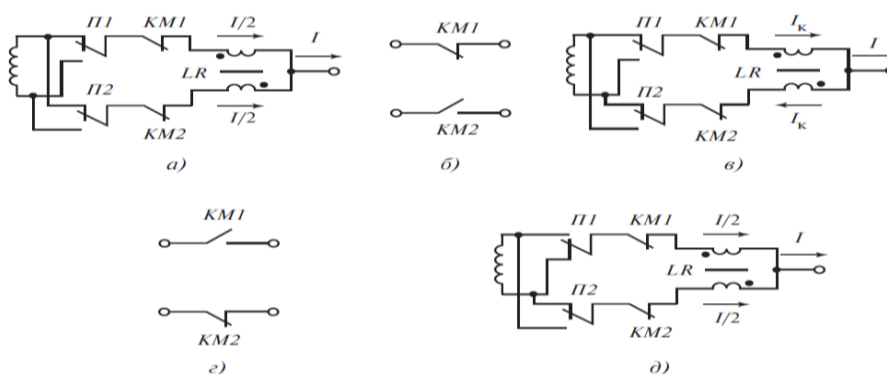 П1 КМ1 I/2 I
LR
П2 КМ2 I/2
а)
КМ1
КМ2
б)
П1 КМ1 Iк I
LR
П2 КМ2 Iк
в)
КМ1
КМ2
г)
П1 КМ1 I/2 I
LR
П2 КМ2 I/2
д)